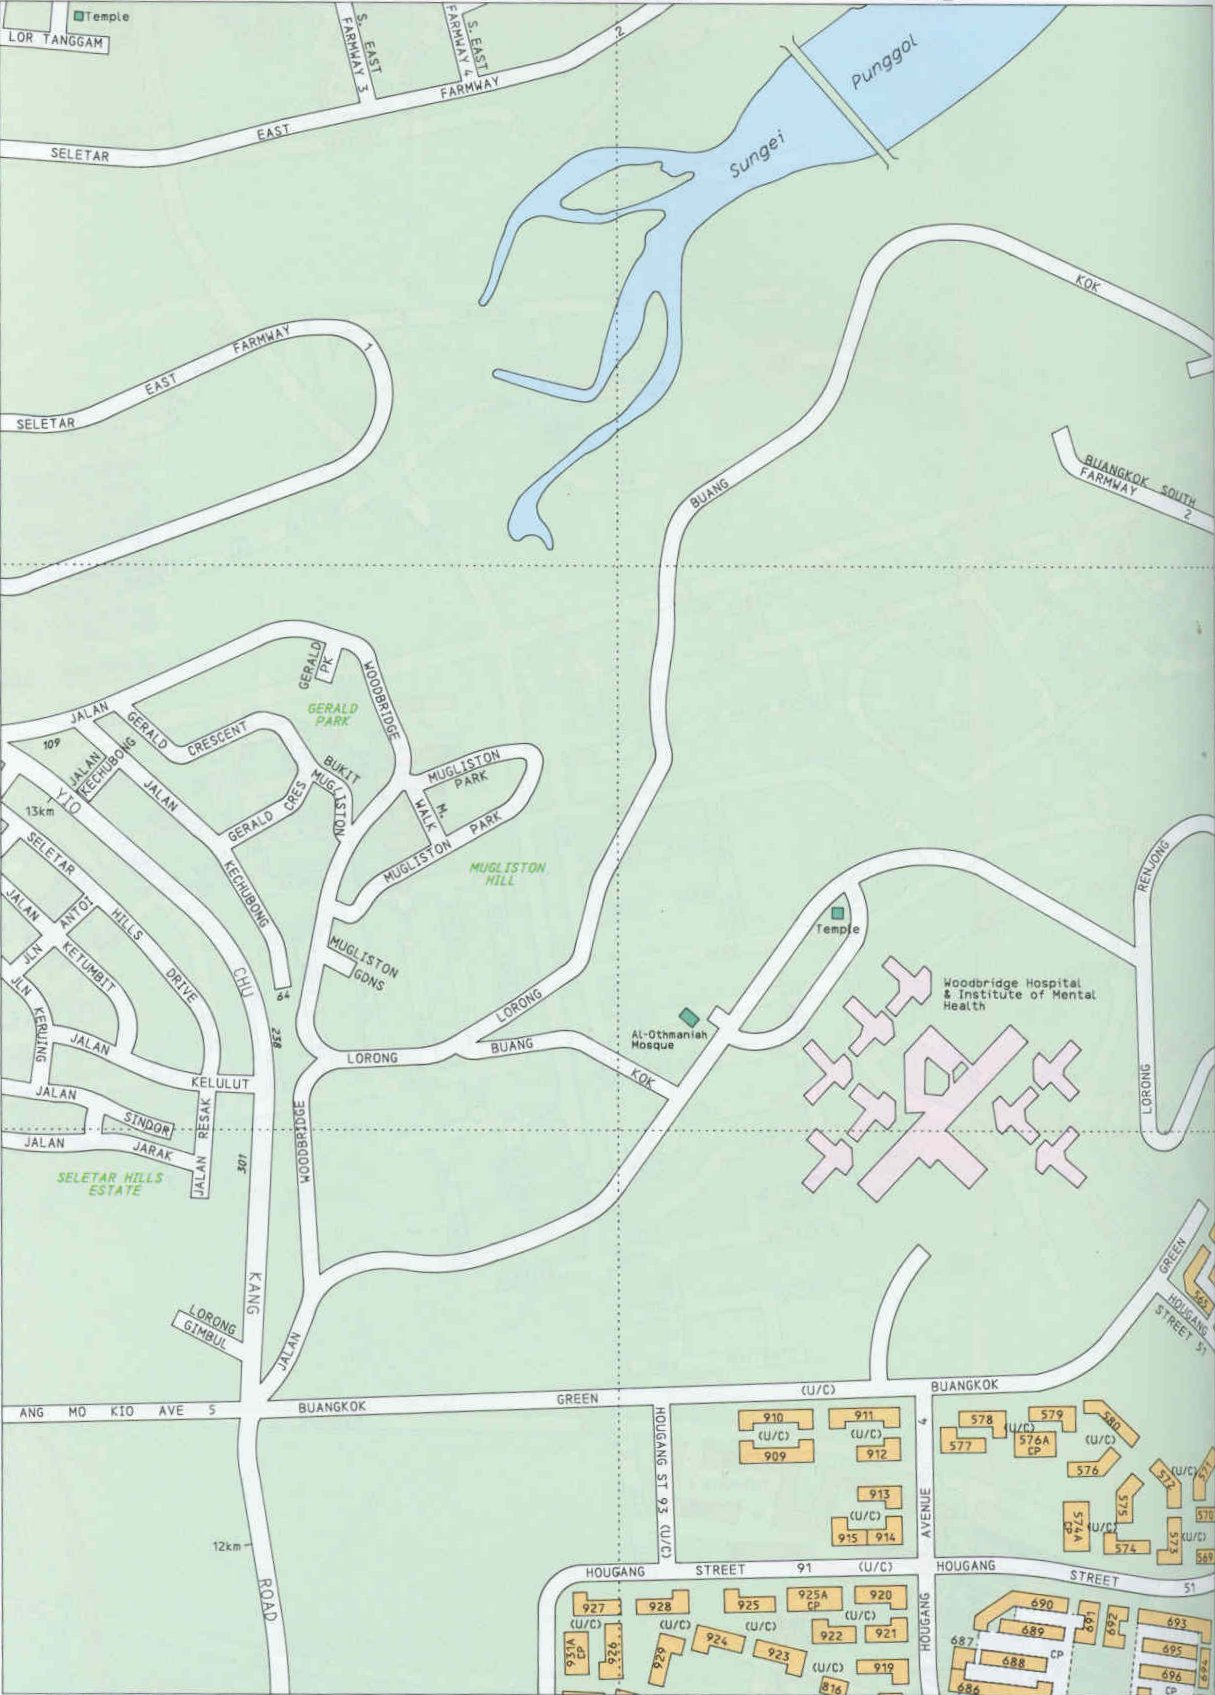 Temple
LOR TANGGAM
S. EAST
FARMWAY 3
S. EAST
FARMWAY 4
SELETAR EAST FARMWAY 2
Sungei Punggol
SELETAR EAST FARMWAY 1
KOK
BUANG
BUANGKOK SOUTH
FARMWAY 2
GERALD
PK
WOODBRIDGE
JALAN
GERALD
PARK
GERALD CRESCENT
109
JALAN
KECHUBONG
JALAN
BUKIT
MUGLISTON
MUGLISTON
PARK
M.
WALK
GERALD CRES
MUGLISTON PARK
YIO
13km
SELETAR
HILLS
DRIVE
KECHUBONG
64
MUGLISTON
HILL
RENJONG
JALAN
ANTOI
JLN
KETUMBIT
JLN
KERUING
MUGLISTON
GDNS
CHU
238
LORONG
Temple
Woodbridge Hospital
& Institute of Mental
Health
Al-Othmaniah
Mosque
JALAN
KELULUT
LORONG
BUANG
KOK
LORONG
JALAN
SINDOR
RESAK
JALAN
JALAN
JARAK
WOODBRIDGE
301
SELETAR HILLS
ESTATE
KANG
LORONG
GIMBUL
JALAN
GREEN
565
HOUGANG
STREET 51
ANG MO KIO AVE 5
BUANGKOK
GREEN
(U/C)
BUANGKOK
HOUGANG ST 93 (U/C)
910
(U/C)
909
911
(U/C)
912
913
(U/C)
915
914
4
AVENUE
578
577
(U/C)
579
576A
CP
580
(U/C)
576
572
(U/C)
571
575
574A
CP
(U/C)
574
573
570
(U/C)
569
12km
ROAD
HOUGANG STREET 91 (U/C)
HOUGANG STREET 51
HOUGANG
927
(U/C)
931A
CP
926
928
(U/C)
929
924
925
(U/C)
923
925A
CP
920
(U/C)
922
921
(U/C)
919
816
690
689
687
688
CP
686
691
692
693
695
696
694
CP